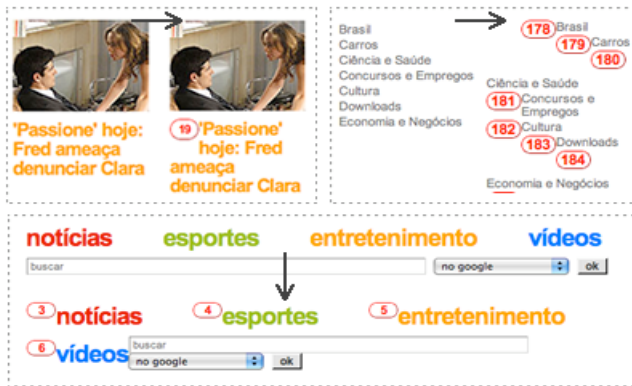 'Passione' hoje:
Fred ameaça
denunciar Clara
19 'Passione'
hoje: Fred
ameaça
denunciar Clara
Brasil
Carros
Ciência e Saúde
Concursos e Empregos
Cultura
Downloads
Economia e Negócios
178 Brasil
179 Carros
180
Ciência e Saúde
181 Concursos e
Empregos
182 Cultura
183 Downloads
184
Economia e Negócios
notícias esportes entretenimento vídeos
buscar no google ok
3 notícias 4 esportes 5 entretenimento
6 vídeos buscar
no google ok